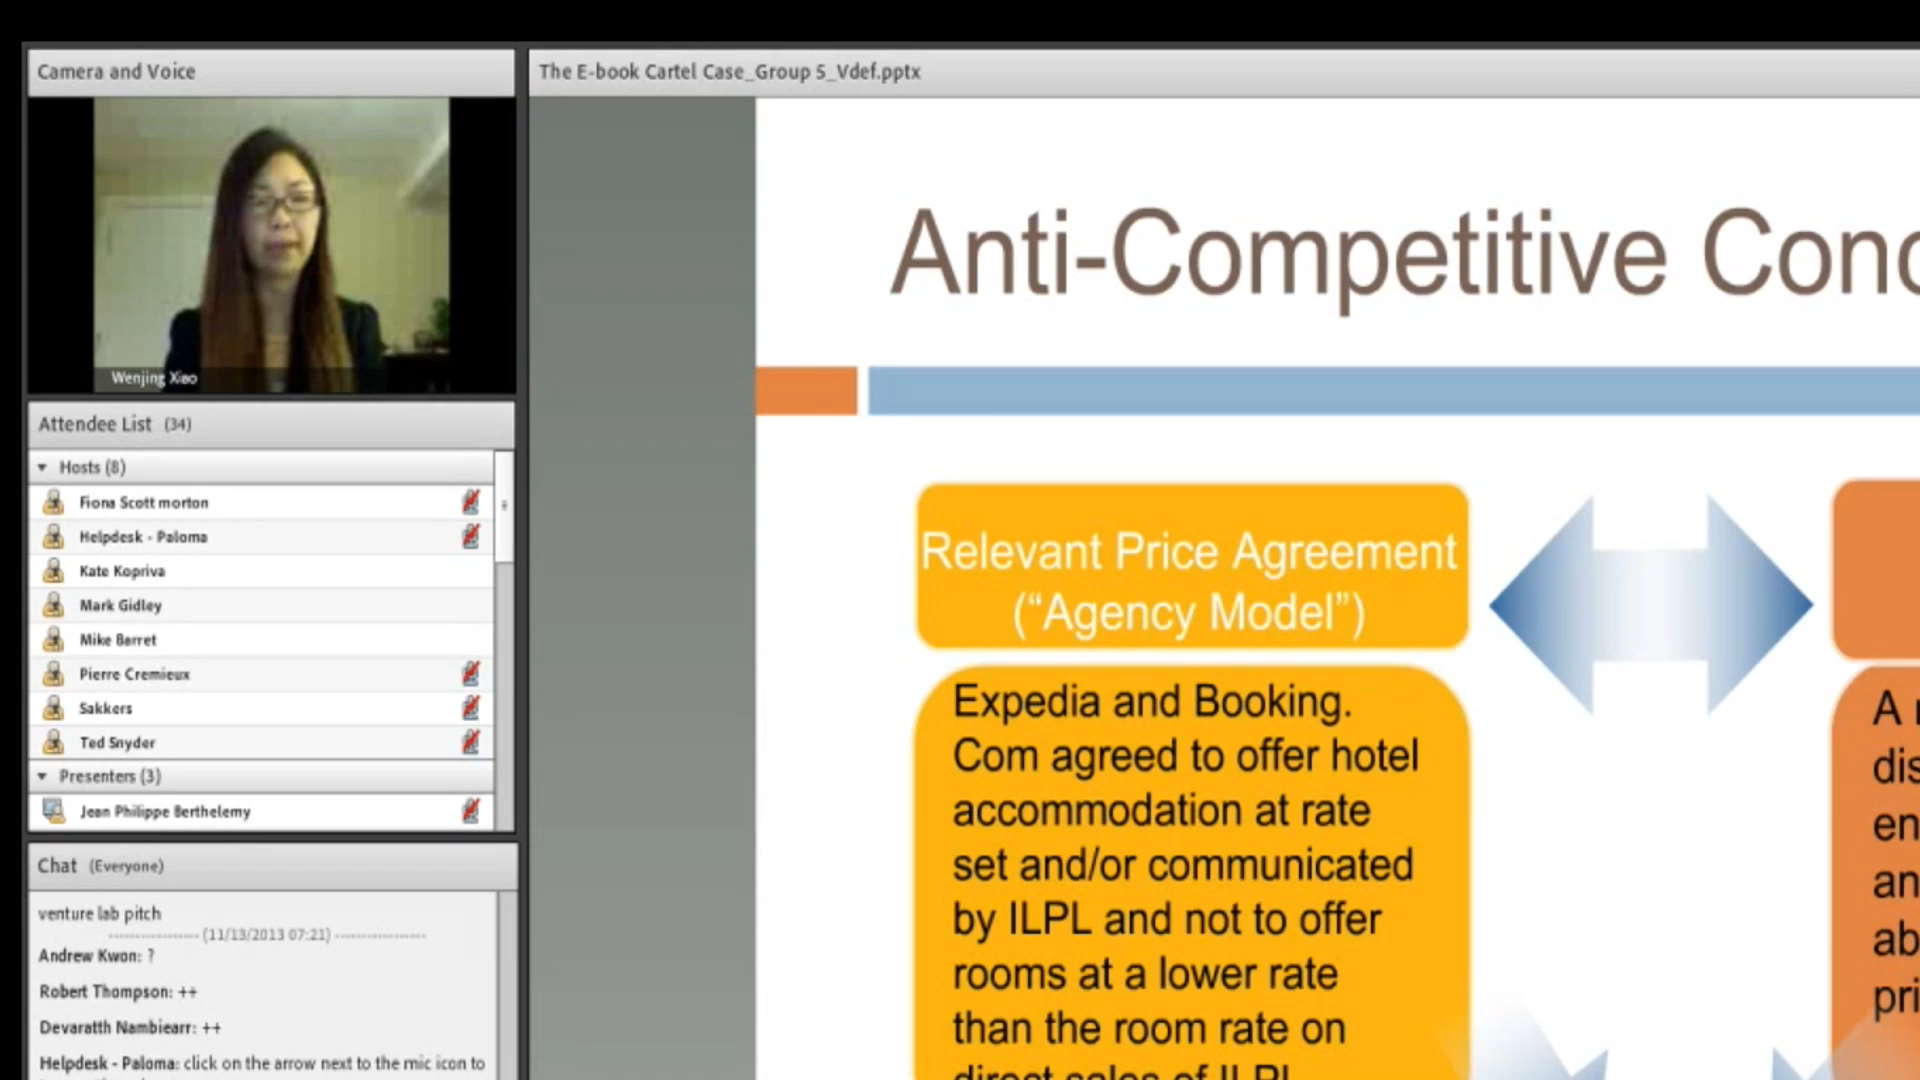 Camera and Voice
Wenjing Xiao
Attendee List (34)
Hosts (8)
Fiona Scott morton
Helpdesk - Paloma
Kate Kopriva
Mark Gidley
Mike Barret
Pierre Cremieux
Sakkers
Ted Snyder
Presenters (3)
Jean Philippe Berthelemy
Chat (Everyone)
venture lab pitch
------------------ (11/13/2013 07:21) ------------------
Andrew Kwon: ?
Robert Thompson: ++
Devaratth Nambiearr: ++
Helpdesk - Paloma: click on the arrow next to the mic icon to
The E-book Cartel Case_Group 5_Vdef.pptx
Anti-Competitive Conc
Relevant Price Agreement
(“Agency Model”)
Expedia and Booking.
Com agreed to offer hotel
accommodation at rate
set and/or communicated
by ILPL and not to offer
rooms at a lower rate
than the room rate on
direct sales of ILPL
A
dis
en
an
ab
pri